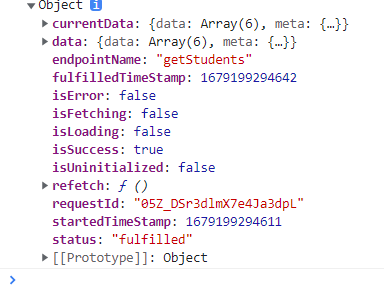 ▼ Object i
▶ currentData: {data: Array(6), meta: {…}}
▶ data: {data: Array(6), meta: {…}}
endpointName: "getStudents"
fulfilledTimeStamp: 1679199294642
isError: false
isFetching: false
isLoading: false
isSuccess: true
isUninitialized: false
▶ refetch: ƒ ()
requestId: "05Z_DSr3dlmX7e4Ja3dpL"
startedTimeStamp: 1679199294611
status: "fulfilled"
▶ [[Prototype]]: Object
>